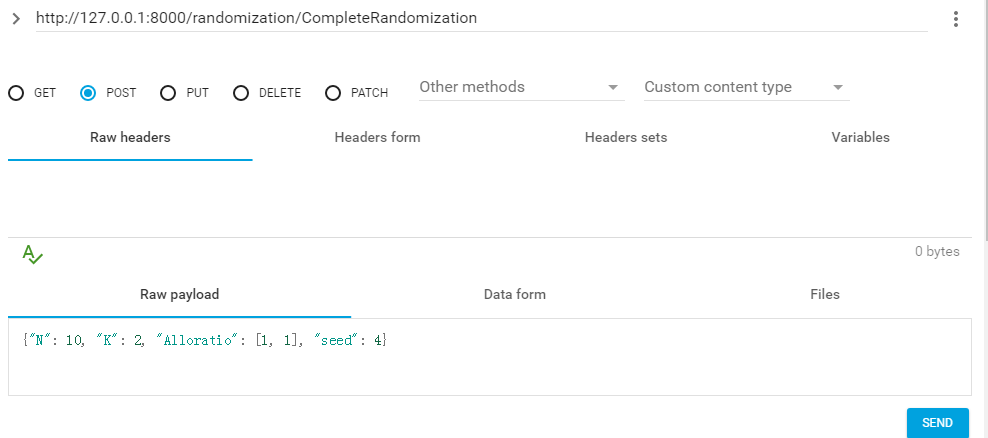 http://127.0.0.1:8000/randomization/CompleteRandomization
GET POST PUT DELETE PATCH Other methods Custom content type
Raw headers Headers form Headers sets Variables
0 bytes
Raw payload Data form Files
{"N": 10, "K": 2, "Alloratio": [1, 1], "seed": 4}
SEND